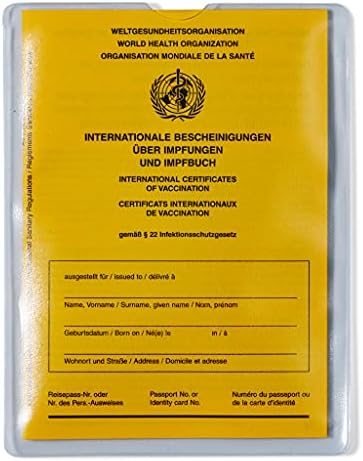 WELTGESUNDHEITSORGANISATION
WORLD HEALTH ORGANIZATION
ORGANISATION MONDIALE DE LA SANTÉ
INTERNATIONALE BESCHEINIGUNGEN
ÜBER IMPFUNGEN
UND IMPFBUCH
INTERNATIONAL CERTIFICATES
OF VACCINATION
CERTIFICATS INTERNATIONAUX
DE VACCINATION
gemäß § 22 Infektionsschutzgesetz
ausgestellt für / issued to / délivré à
Name, Vorname / Surname, given name / Nom, prénom
Geburtsdatum / Born on / Né(e) le in / à
Wohnort und Straße / Address / Domicile et adresse
Reisepass-Nr. oder Passport No. or Numéro du passeport ou
Nr. des Pers.-Ausweises Identity card No. de la carte d'identité
Sanitary Regulations / Règlements